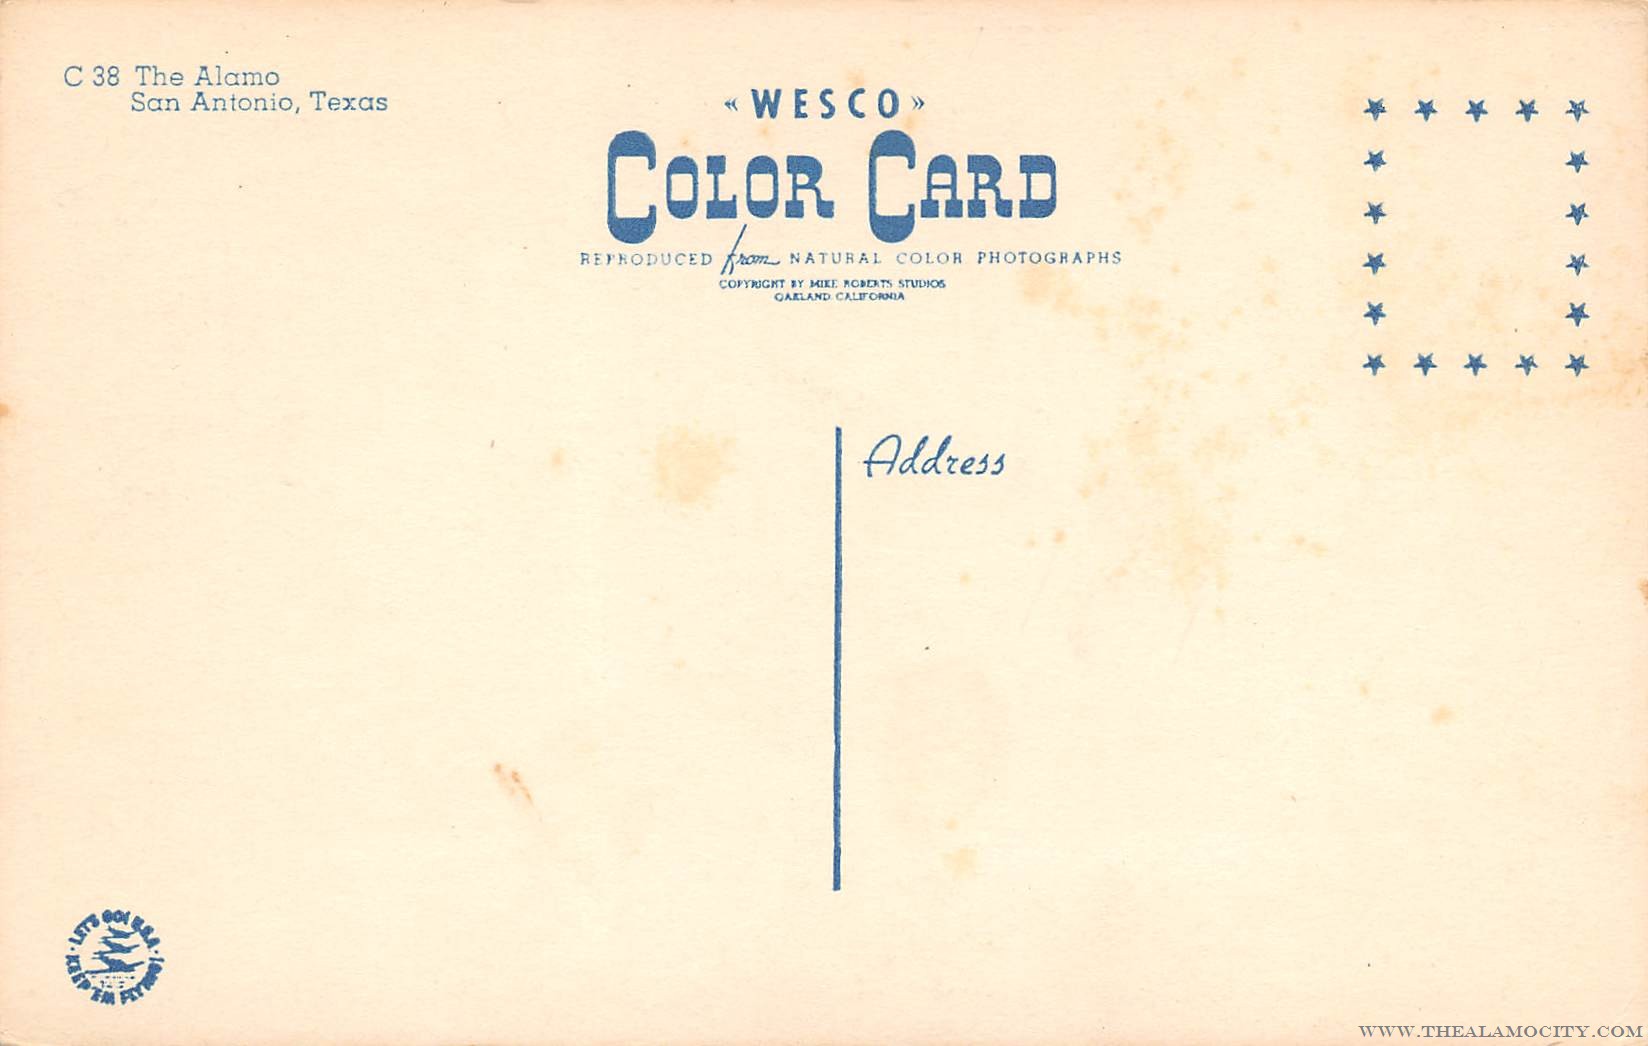 C 38 The Alamo
San Antonio, Texas
« WESCO »
COLOR CARD
REPRODUCED from NATURAL COLOR PHOTOGRAPHS
COPYRIGHT BY MIKE ROBERTS STUDIOS
OAKLAND, CALIFORNIA
Address
LET'S GO! U.S.A.
KEEP 'EM FLYING!
WWW.THEALAMOCITY.COM